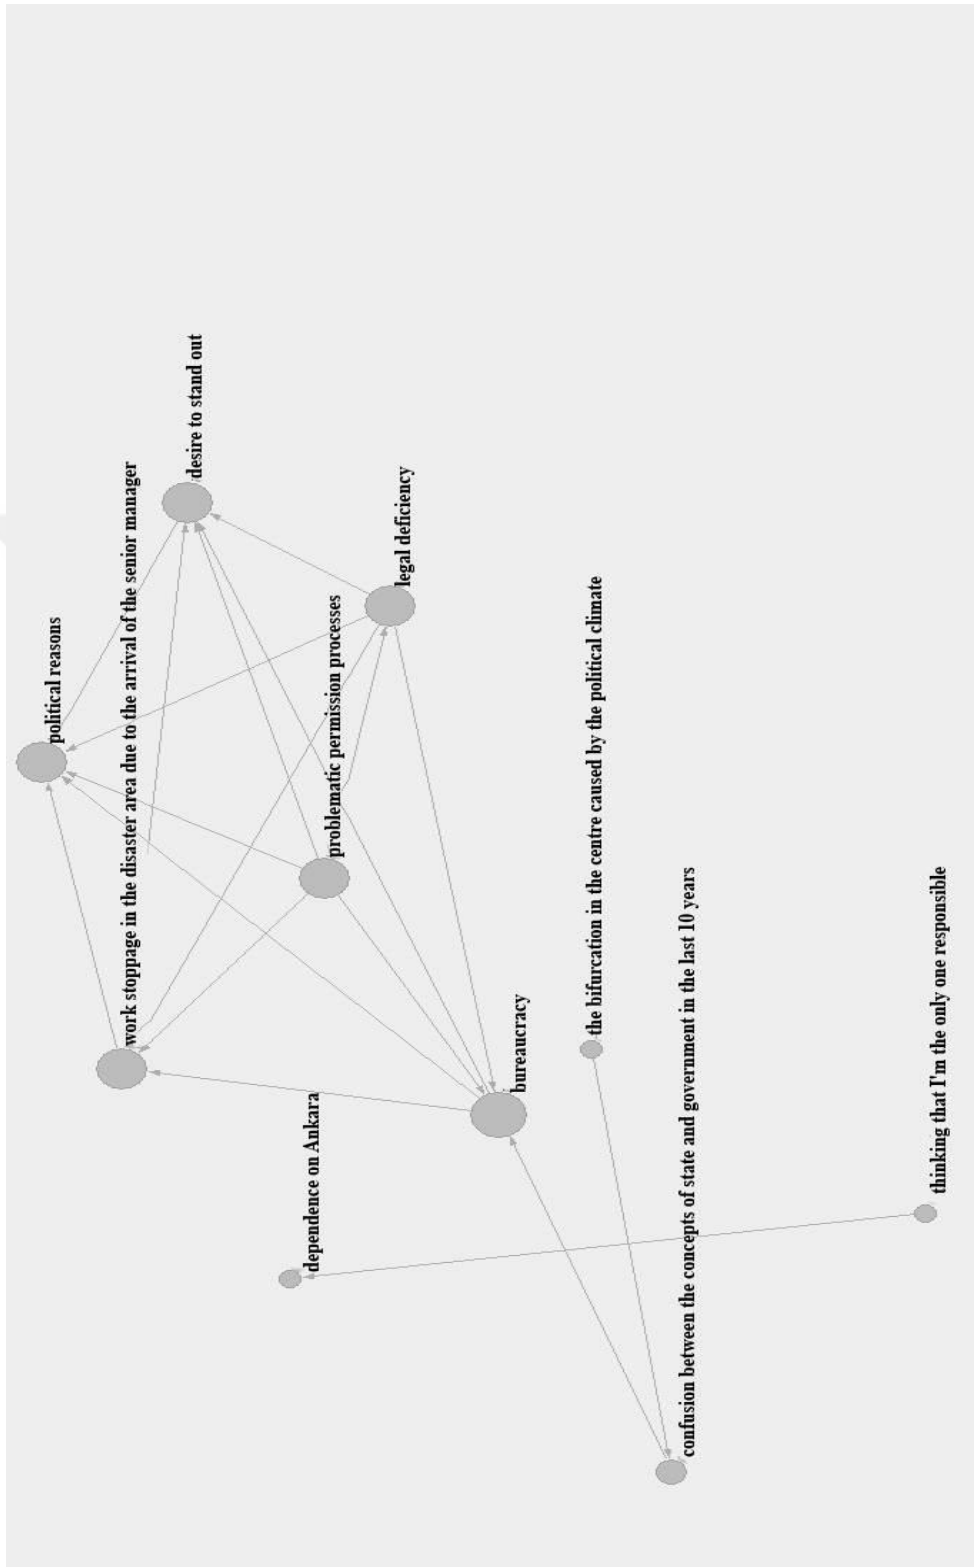 political reasons
work stoppage in the disaster area due to the arrival of the senior manager
desire to stand out
dependence on Ankara
problematic permission processes
legal deficiency
bureaucracy
the bifurcation in the centre caused by the political climate
confusion between the concepts of state and government in the last 10 years
thinking that I'm the only one responsible